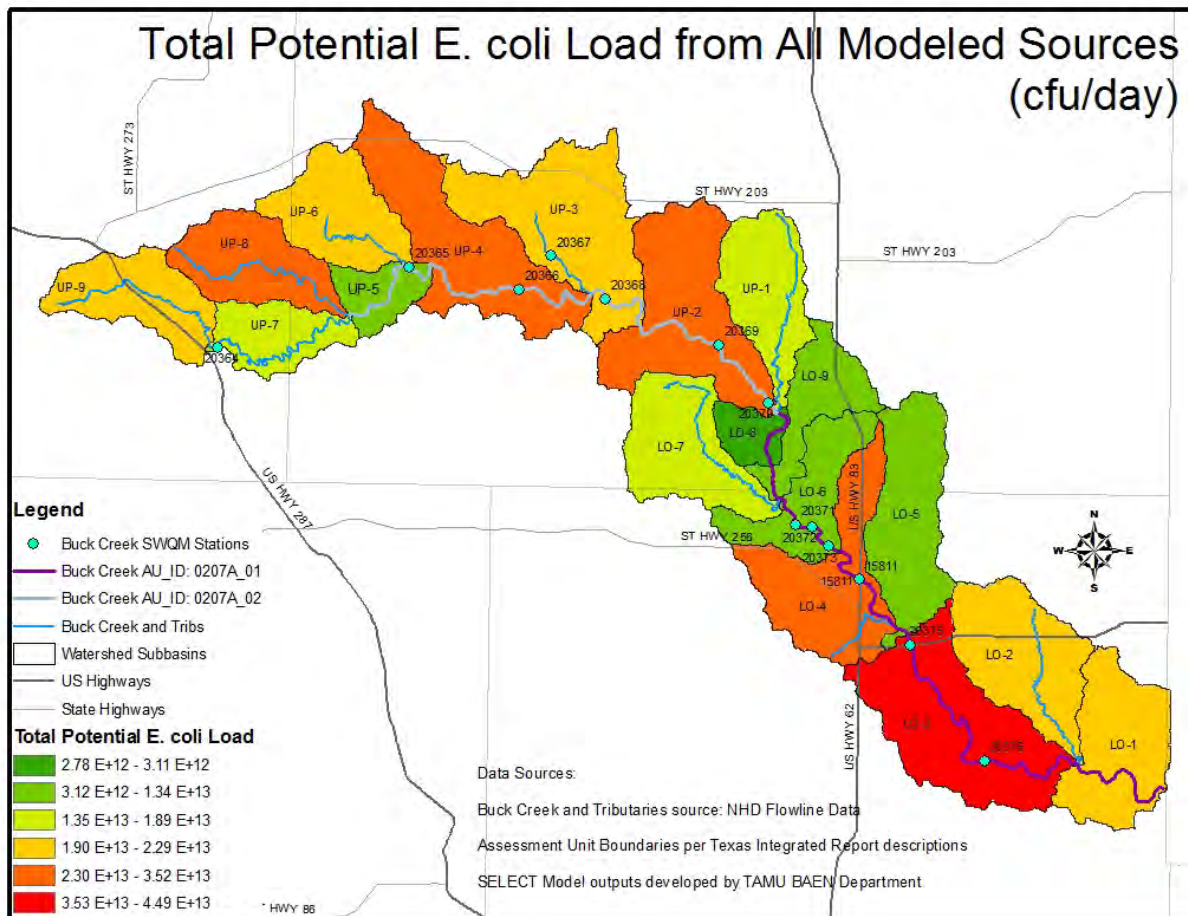 Total Potential E. coli Load from All Modeled Sources
(cfu/day)
ST HWY 273
ST HWY 203
ST HWY 203
UP-6
UP-3
UP-4
UP-8
20365
20367
20366
20368
UP-9
UP-5
UP-7
20364
UP-2
UP-1
20369
LO-9
20370
LO-8
LO-7
LO-6
US HWY 83
LO-5
20371
20372
20373
ST HWY 256
US HWY 287
15811
15811
LO-4
LO-2
LO-1
US HWY 62
N
W
E
S
Legend
Buck Creek SWQM Stations
Buck Creek AU_ID: 0207A_01
Buck Creek AU_ID: 0207A_02
Buck Creek and Tribs
Watershed Subbasins
US Highways
State Highways
Total Potential E. coli Load
2.78 E+12 - 3.11 E+12
3.12 E+12 - 1.34 E+13
1.35 E+13 - 1.89 E+13
1.90 E+13 - 2.29 E+13
2.30 E+13 - 3.52 E+13
3.53 E+13 - 4.49 E+13
Data Sources:
Buck Creek and Tributaries source: NHD Flowline Data
Assessment Unit Boundaries per Texas Integrated Report descriptions
SELECT Model outputs developed by TAMU BAEN Department
HWY 86